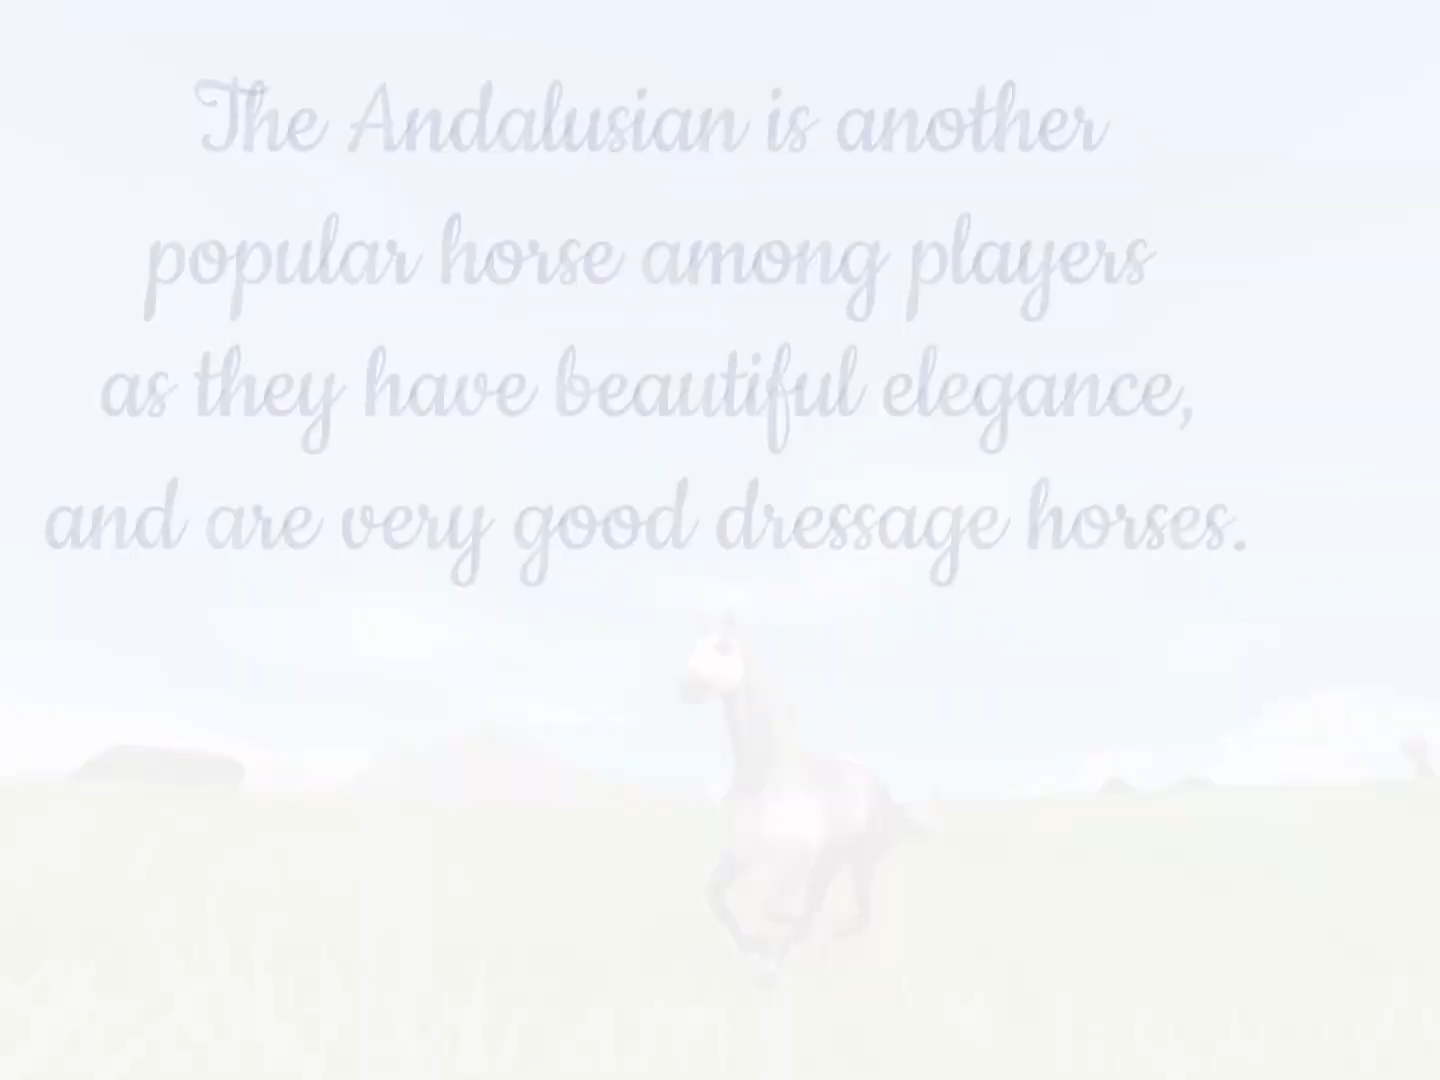 The Andalusian is another
popular horse among players
as they have beautiful elegance,
and are very good dressage horses.